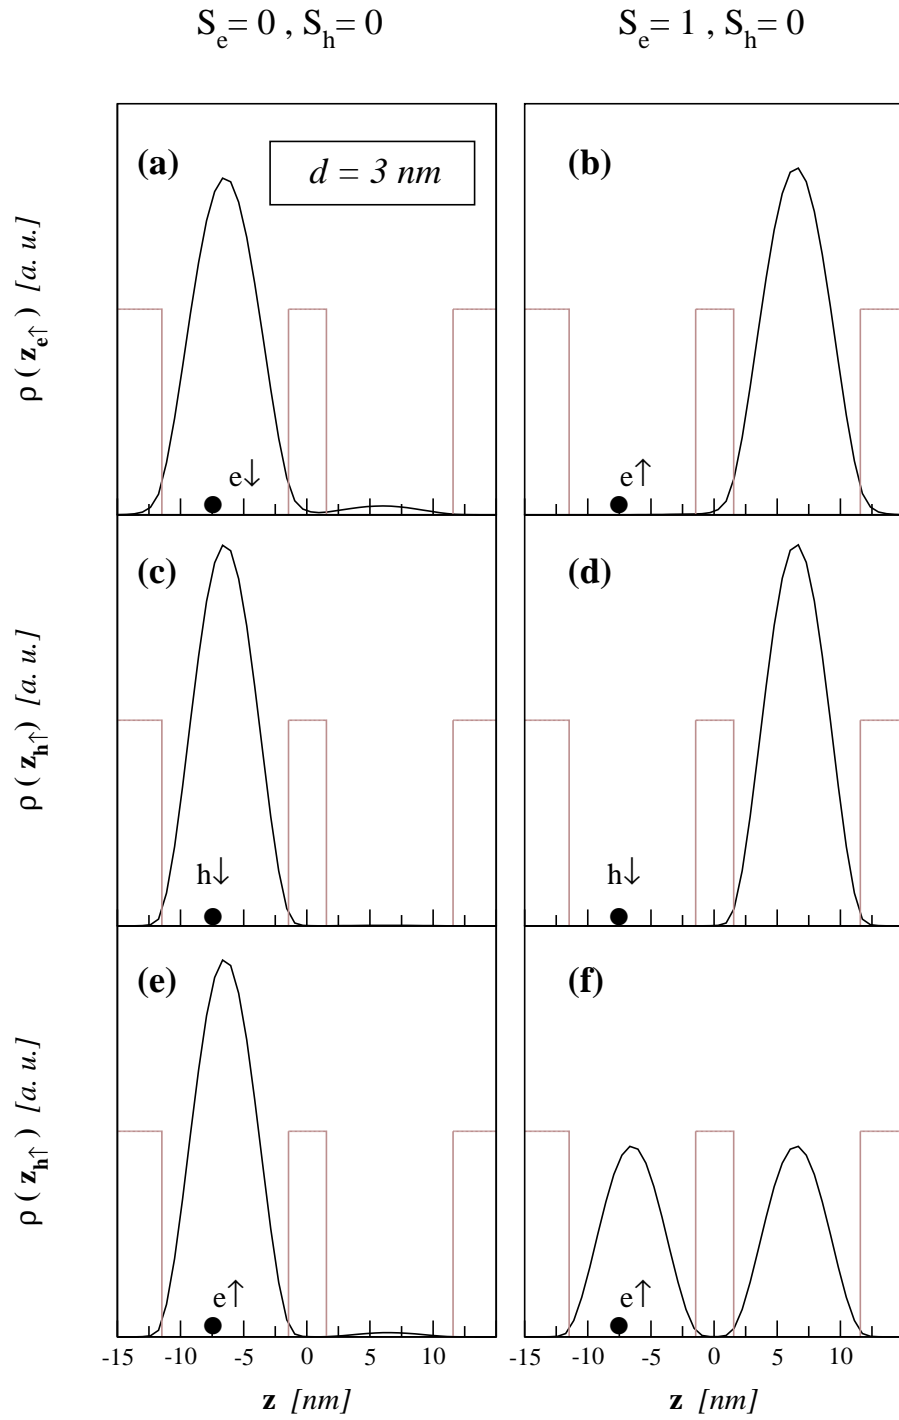 S_e= 0 , S_h= 0
S_e= 1 , S_h= 0
(a)
d = 3 nm
ρ ( z_e↑ ) [a. u.]
e↓
(b)
e↑
(c)
ρ ( z_h↑ ) [a. u.]
h↓
(d)
h↓
(e)
ρ ( z_h↑ ) [a. u.]
e↑
(f)
e↑
-15 -10 -5 0 5 10
-15 -10 -5 0 5 10
z [nm]
z [nm]